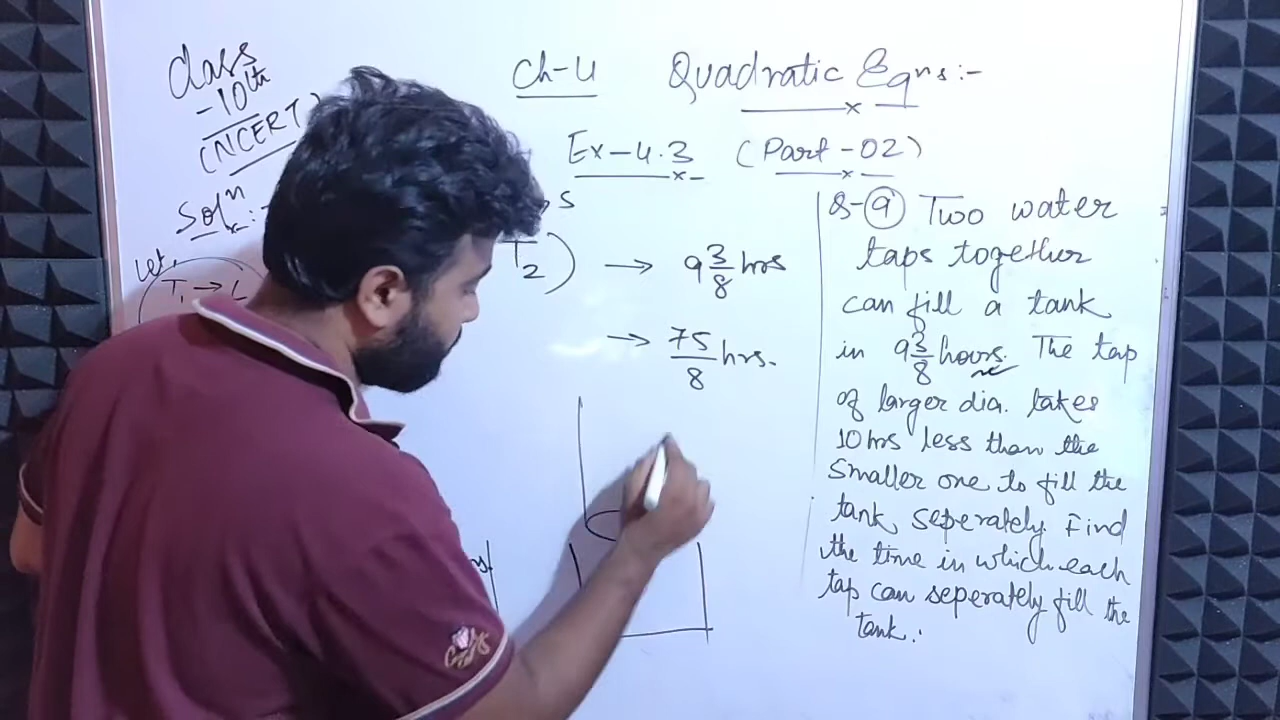 Class
-10th
(NCERT)
Ch-4 Quadratic Eqns:-
Ex-4.3 (Part-02)
Soln:-
S
Let,
T1 → L
T2) → 9 3/8 hrs
→ 75/8 hrs.
Q-9 Two water
taps together
can fill a tank
in 9 3/8 hours. The tap
of larger dia. takes
10 hrs less than the
smaller one to fill the
tank seperately. Find
the time in which each
tap can seperately fill the
tank.